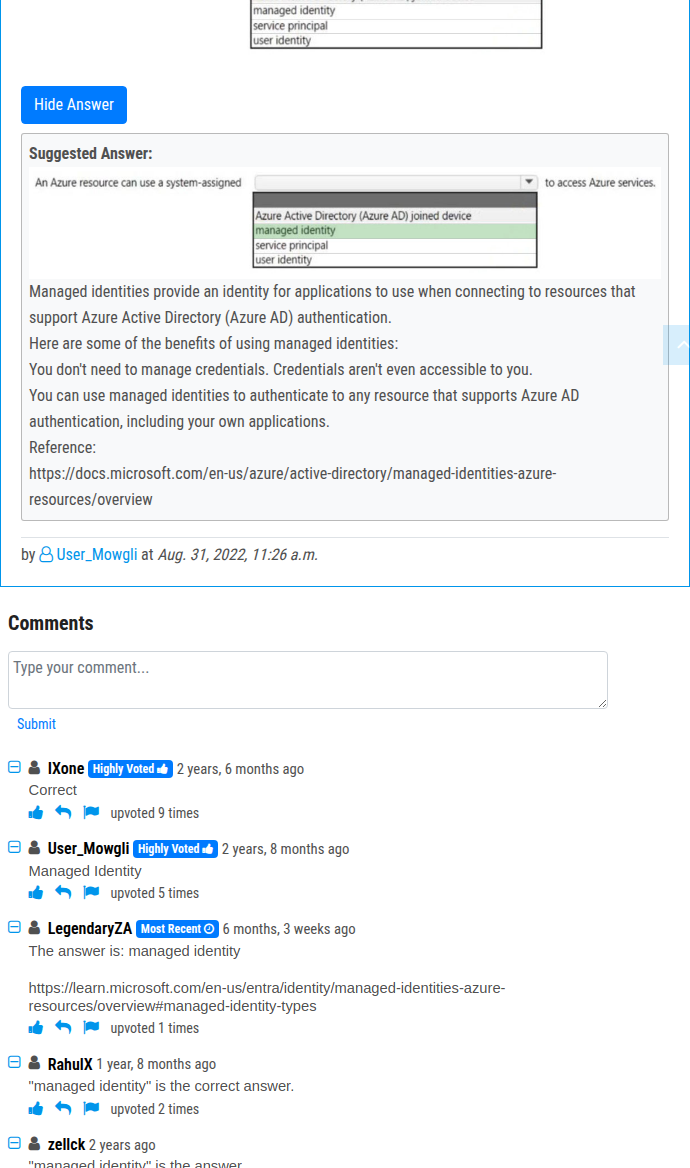 managed identity
service principal
user identity
Hide Answer
Suggested Answer:
An Azure resource can use a system-assigned to access Azure services.
Azure Active Directory (Azure AD) joined device
managed identity
service principal
user identity
Managed identities provide an identity for applications to use when connecting to resources that
support Azure Active Directory (Azure AD) authentication.
Here are some of the benefits of using managed identities:
You don't need to manage credentials. Credentials aren't even accessible to you.
You can use managed identities to authenticate to any resource that supports Azure AD
authentication, including your own applications.
Reference:
https://docs.microsoft.com/en-us/azure/active-directory/managed-identities-azure-
resources/overview
by User_Mowgli at Aug. 31, 2022, 11:26 a.m.
Comments
Type your comment...
Submit
IXone Highly Voted 2 years, 6 months ago
Correct
upvoted 9 times
User_Mowgli Highly Voted 2 years, 8 months ago
Managed Identity
upvoted 5 times
LegendaryZA Most Recent 6 months, 3 weeks ago
The answer is: managed identity
https://learn.microsoft.com/en-us/entra/identity/managed-identities-azure-
resources/overview#managed-identity-types
upvoted 1 times
RahulX 1 year, 8 months ago
"managed identity" is the correct answer.
upvoted 2 times
zellck 2 years ago
"managed identity" is the answer.